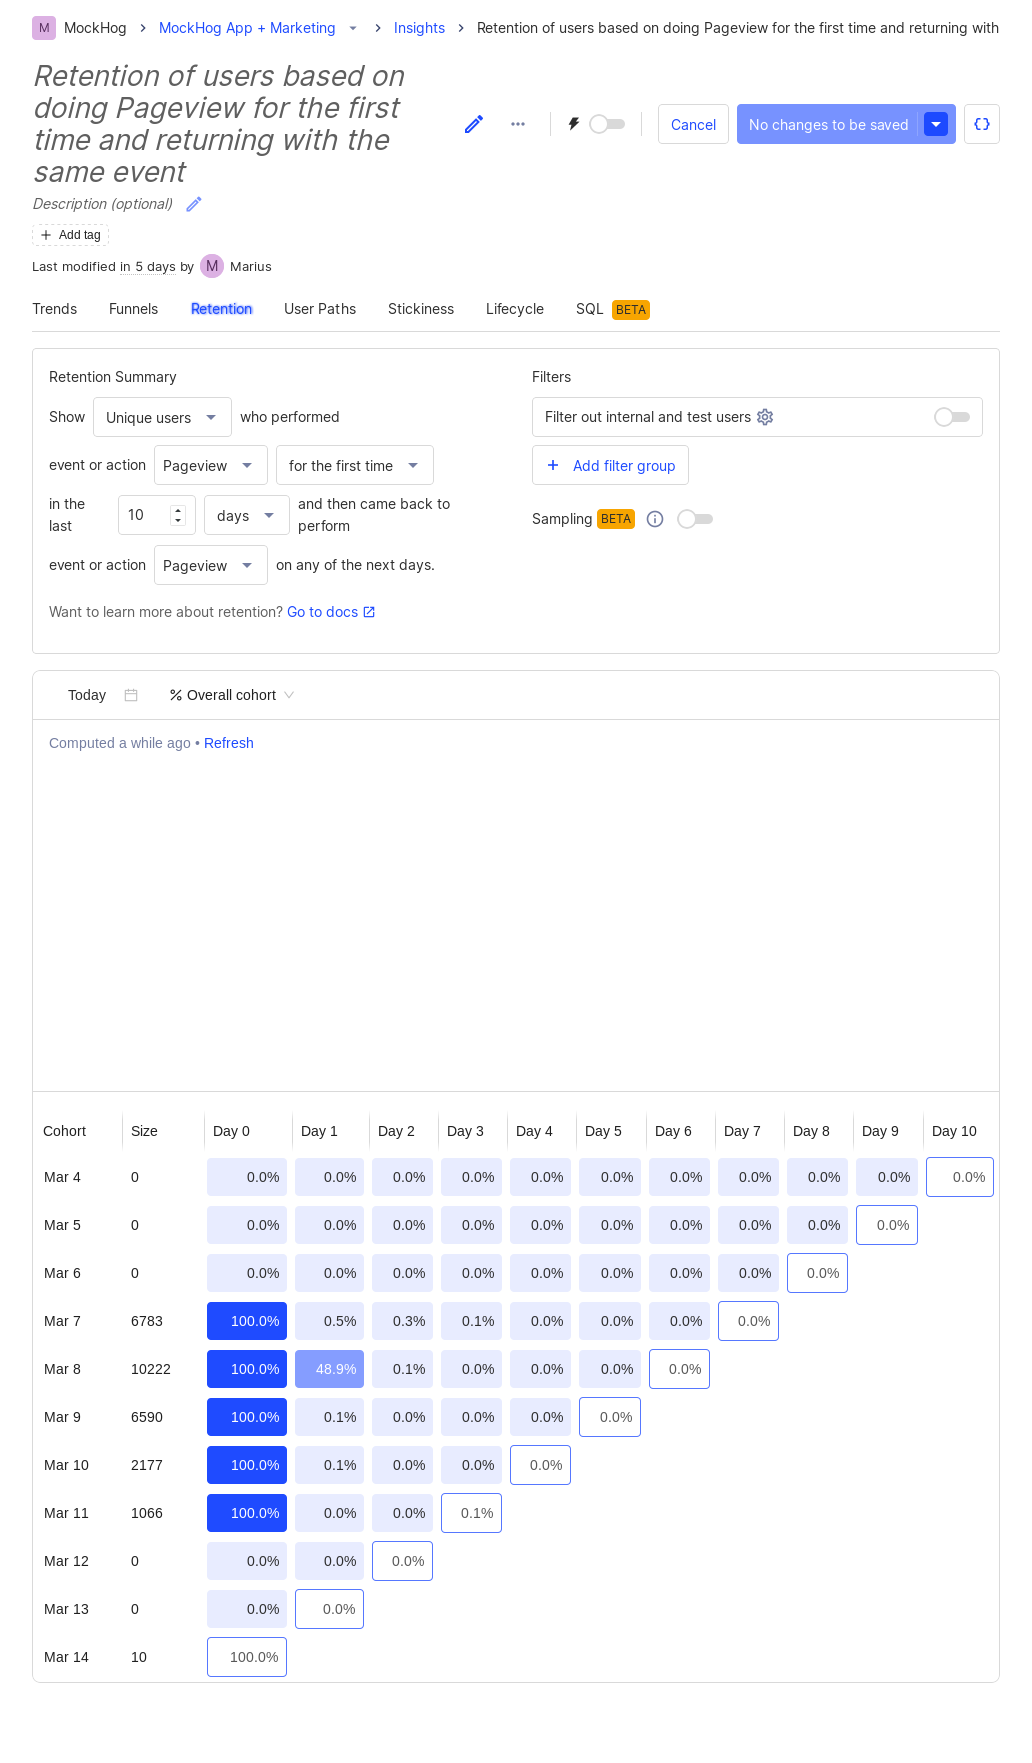 M MockHog > MockHog App + Marketing > Insights > Retention of users based on doing Pageview for the first time and returning with
Retention of users based on
doing Pageview for the first
time and returning with the
same event
Cancel No changes to be saved
Description (optional)
+ Add tag
Last modified in 5 days by M Marius
Trends Funnels Retention User Paths Stickiness Lifecycle SQL BETA
Retention Summary
Show Unique users who performed
event or action Pageview for the first time
in the last 10 days and then came back to perform
event or action Pageview on any of the next days.
Want to learn more about retention? Go to docs
Filters
Filter out internal and test users
+ Add filter group
Sampling BETA
Today % Overall cohort
Computed a while ago • Refresh
Cohort Size Day 0 Day 1 Day 2 Day 3 Day 4 Day 5 Day 6 Day 7 Day 8 Day 9 Day 10
Mar 4 0 0.0% 0.0% 0.0% 0.0% 0.0% 0.0% 0.0% 0.0% 0.0% 0.0% 0.0%
Mar 5 0 0.0% 0.0% 0.0% 0.0% 0.0% 0.0% 0.0% 0.0% 0.0% 0.0%
Mar 6 0 0.0% 0.0% 0.0% 0.0% 0.0% 0.0% 0.0% 0.0% 0.0%
Mar 7 6783 100.0% 0.5% 0.3% 0.1% 0.0% 0.0% 0.0% 0.0%
Mar 8 10222 100.0% 48.9% 0.1% 0.0% 0.0% 0.0% 0.0%
Mar 9 6590 100.0% 0.1% 0.0% 0.0% 0.0% 0.0%
Mar 10 2177 100.0% 0.1% 0.0% 0.0% 0.0%
Mar 11 1066 100.0% 0.0% 0.0% 0.1%
Mar 12 0 0.0% 0.0% 0.0%
Mar 13 0 0.0% 0.0%
Mar 14 10 100.0%